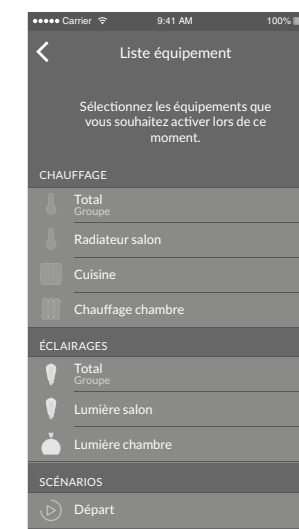 Carrier 9:41 AM 100%
Liste équipement
Sélectionnez les équipements que
vous souhaitez activer lors de ce
moment.
CHAUFFAGE
Total
Groupe
Radiateur salon
Cuisine
Chauffage chambre
ÉCLAIRAGES
Total
Groupe
Lumière salon
Lumière chambre
SCÉNARIOS
Départ